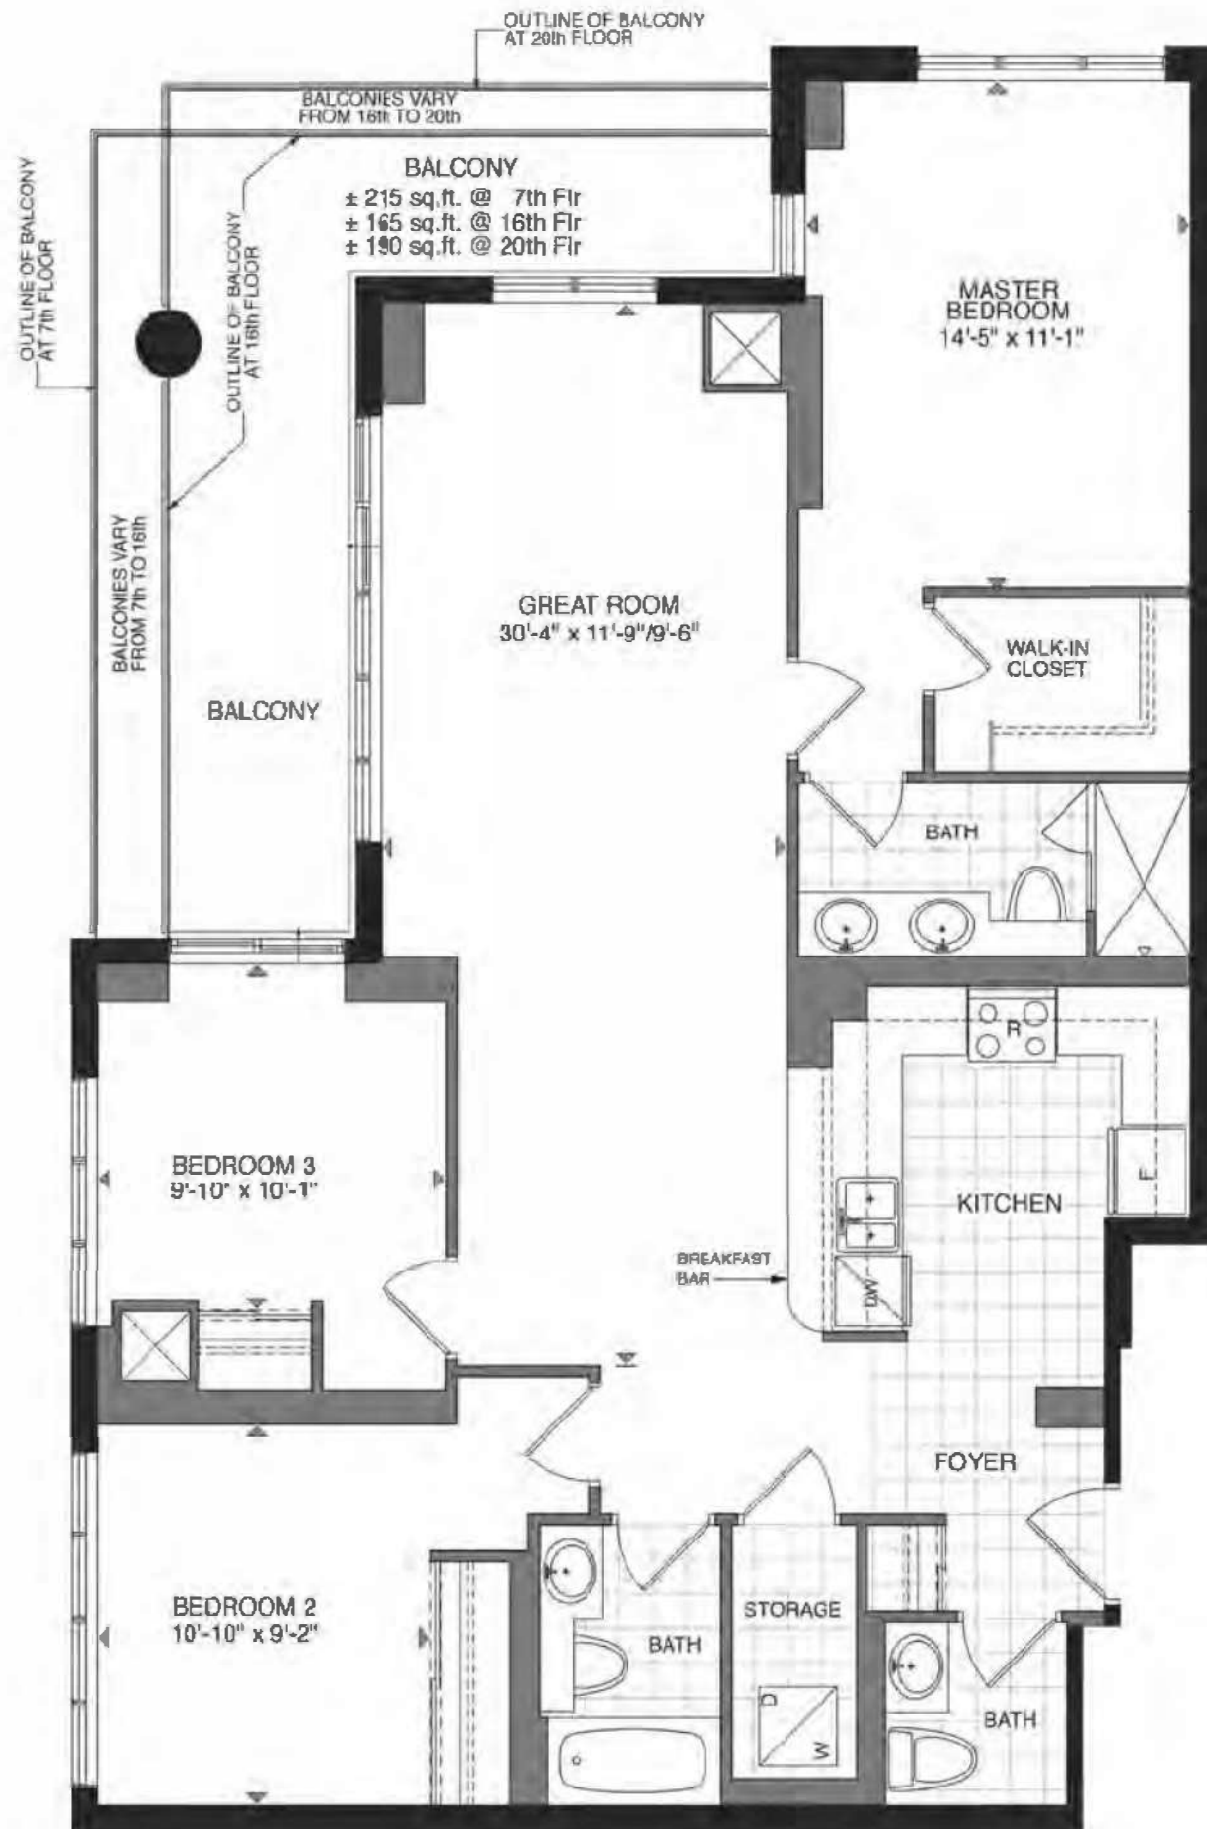 OUTLINE OF BALCONY
AT 20th FLOOR
BALCONIES VARY
FROM 16th TO 20th
BALCONY
± 215 sq.ft. @ 7th Flr
± 165 sq.ft. @ 16th Flr
± 190 sq.ft. @ 20th Flr
OUTLINE OF BALCONY
AT 7th FLOOR
OUTLINE OF BALCONY
AT 16th FLOOR
MASTER
BEDROOM
14'-5" x 11'-1"
BALCONIES VARY
FROM 7th TO 16th
GREAT ROOM
30'-4" x 11'-9"/9'-6"
WALK-IN
CLOSET
BALCONY
BATH
R
BEDROOM 3
9'-10" x 10'-1"
F
KITCHEN
BREAKFAST
BAR
DW
FOYER
BEDROOM 2
10'-10" x 9'-2"
STORAGE
BATH
D
W
BATH